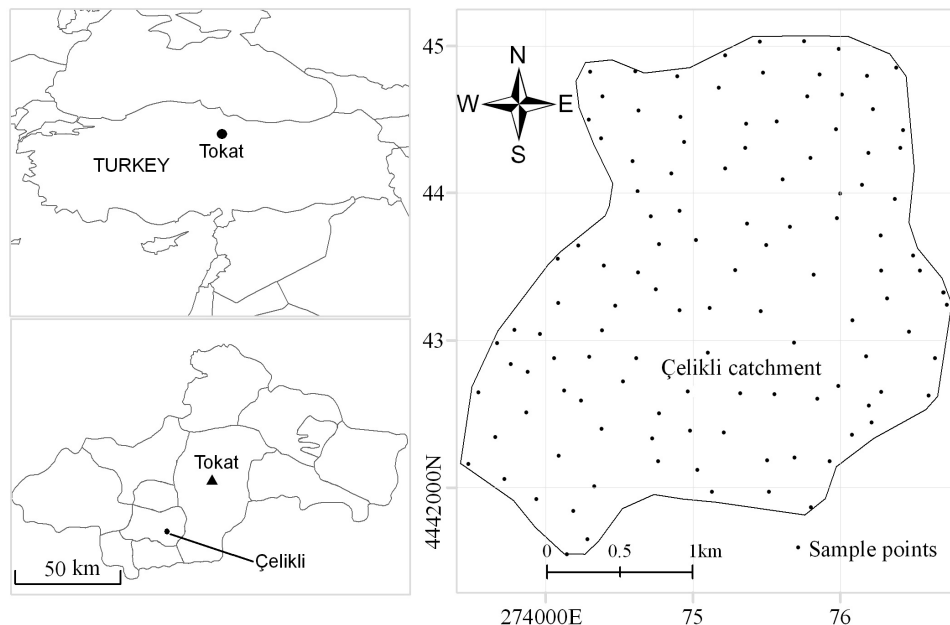 TURKEY
Tokat
Tokat
Çelikli
50 km
45
N
W E
S
44
43
4442000N
Çelikli catchment
0 0.5 1km
Sample points
274000E 75 76